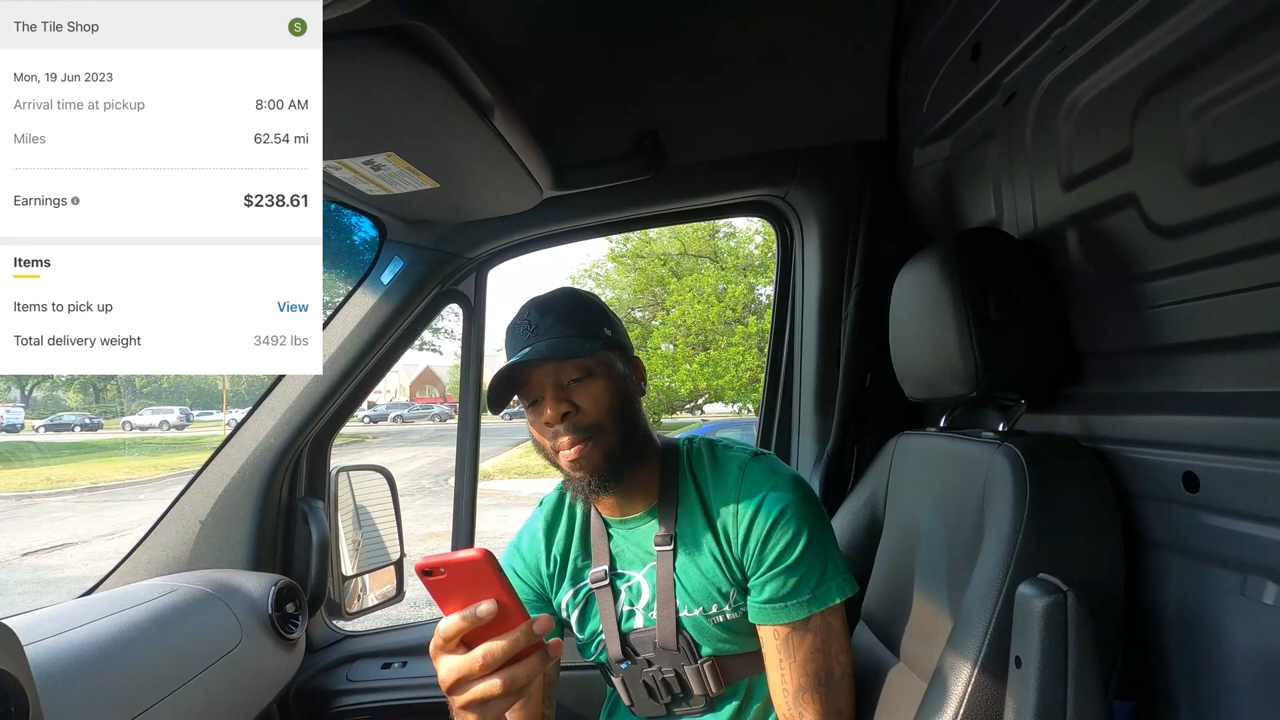 The Tile Shop
S
Mon, 19 Jun 2023
Arrival time at pickup 8:00 AM
Miles 62.54 mi
Earnings $238.61
Items
Items to pick up View
Total delivery weight 3492 lbs